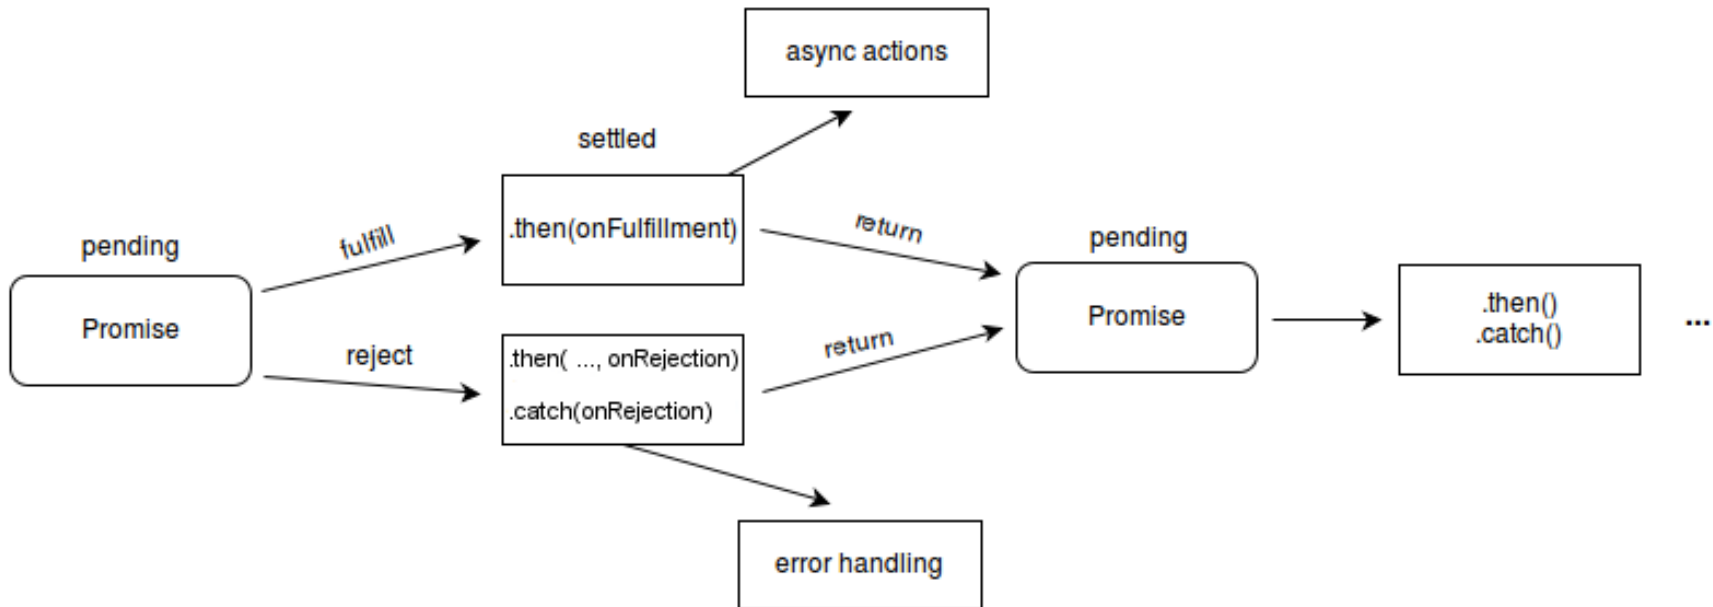 async actions
settled
.then(onFulfillment)
fulfill
return
pending
pending
Promise
Promise
.then()
.catch()
...
reject
.then( ..., onRejection)
return
.catch(onRejection)
error handling